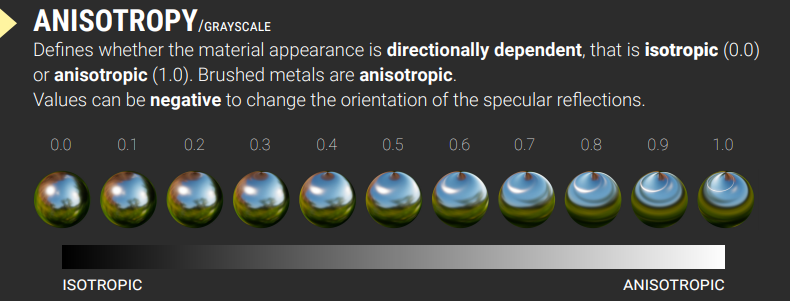 ANISOTROPY/GRAYSCALE
Defines whether the material appearance is directionally dependent, that is isotropic (0.0)
or anisotropic (1.0). Brushed metals are anisotropic.
Values can be negative to change the orientation of the specular reflections.
0.0 0.1 0.2 0.3 0.4 0.5 0.6 0.7 0.8 0.9 1.0
ISOTROPIC ANISOTROPIC